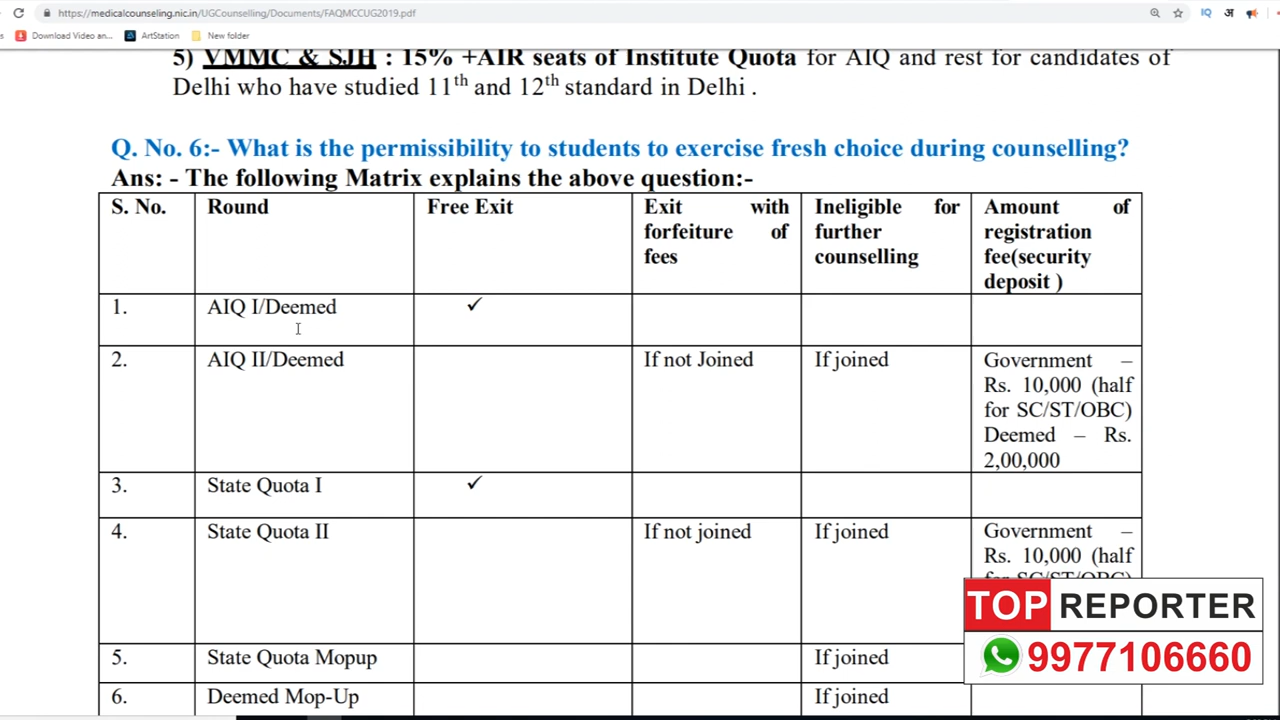 https://medicalcounseling.nic.in/UGCounselling/Documents/FAQMCCUG2019.pdf
Download Video an... ArtStation New folder
5) VMMC & SJH : 15% +AIR seats of Institute Quota for AIQ and rest for candidates of
Delhi who have studied 11th and 12th standard in Delhi .
Q. No. 6:- What is the permissibility to students to exercise fresh choice during counselling?
Ans: - The following Matrix explains the above question:-
S. No. Round Free Exit Exit with forfeiture of fees Ineligible for further counselling Amount of registration fee(security deposit )
1. AIQ I/Deemed ✓
2. AIQ II/Deemed If not Joined If joined Government –
Rs. 10,000 (half
for SC/ST/OBC)
Deemed – Rs.
2,00,000
3. State Quota I ✓
4. State Quota II If not joined If joined Government –
Rs. 10,000 (half
for SC/ST/OBC)
5. State Quota Mopup If joined
6. Deemed Mop-Up If joined
TOP REPORTER
9977106660